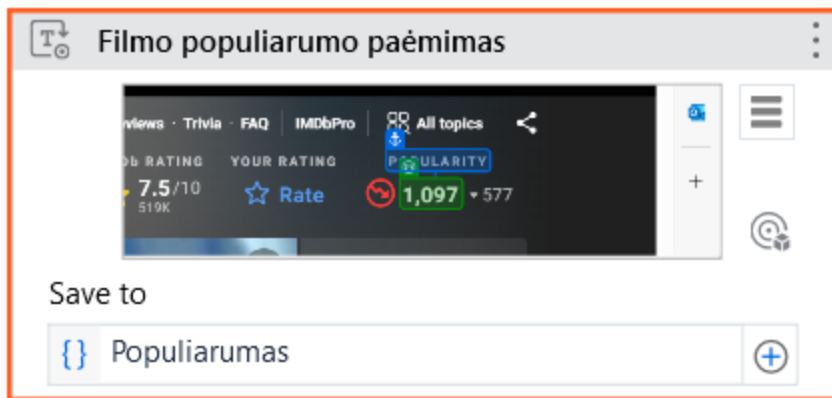 Filmo populiarumo paėmimas
views · Trivia · FAQ IMDbPro All topics
Db RATING YOUR RATING POPULARITY
7.5/10 Rate 1,097 577
519K
Save to
{} Populiarumas